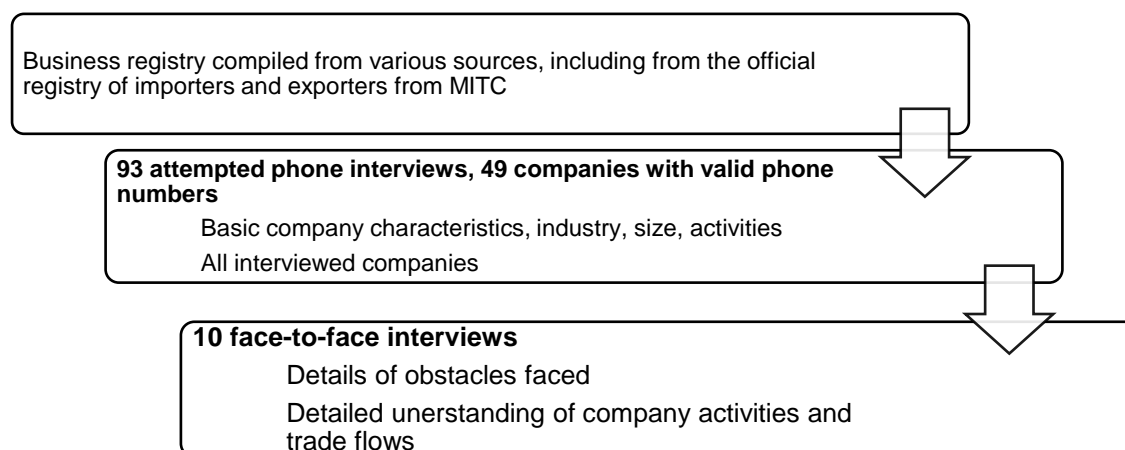 Business registry compiled from various sources, including from the official
registry of importers and exporters from MITC
93 attempted phone interviews, 49 companies with valid phone
numbers
Basic company characteristics, industry, size, activities
All interviewed companies
10 face-to-face interviews
Details of obstacles faced
Detailed unerstanding of company activities and
trade flows